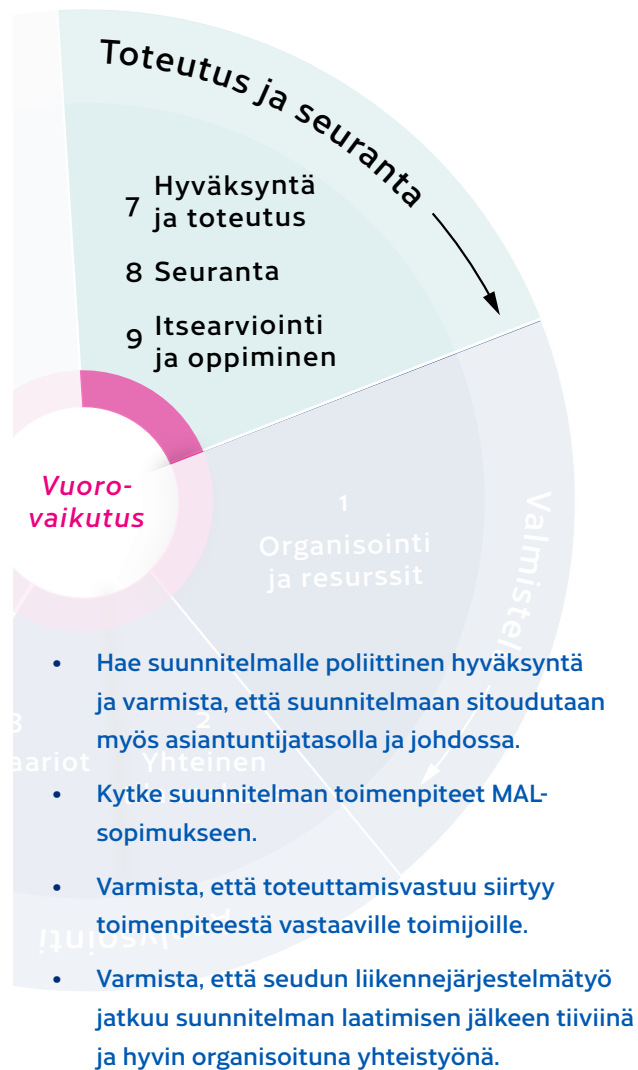 Toteutus ja seuranta
7 Hyväksyntä
ja toteutus
8 Seuranta
9 Itsearviointi
ja oppiminen
Vuoro-
vaikutus
1
Organisointi
ja resurssit
• Hae suunnitelmalle poliittinen hyväksyntä
ja varmista, että suunnitelmaan sitoudutaan
myös asiantuntijatasolla ja johdossa.
2
Yhteinen
• Kytke suunnitelman toimenpiteet MAL-
sopimukseen.
• Varmista, että toteuttamisvastuu siirtyy
toimenpiteestä vastaaville toimijoille.
• Varmista, että seudun liikennejärjestelmätyö
jatkuu suunnitelman laatimisen jälkeen tiiviinä
ja hyvin organisoituna yhteistyönä.